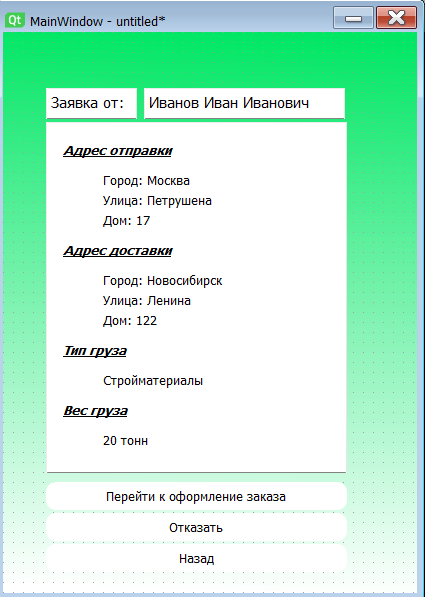 Qt MainWindow - untitled*
Заявка от: Иванов Иван Иванович
Адрес отправки
Город: Москва
Улица: Петрушена
Дом: 17
Адрес доставки
Город: Новосибирск
Улица: Ленина
Дом: 122
Тип груза
Стройматериалы
Вес груза
20 тонн
Перейти к оформление заказа
Отказать
Назад